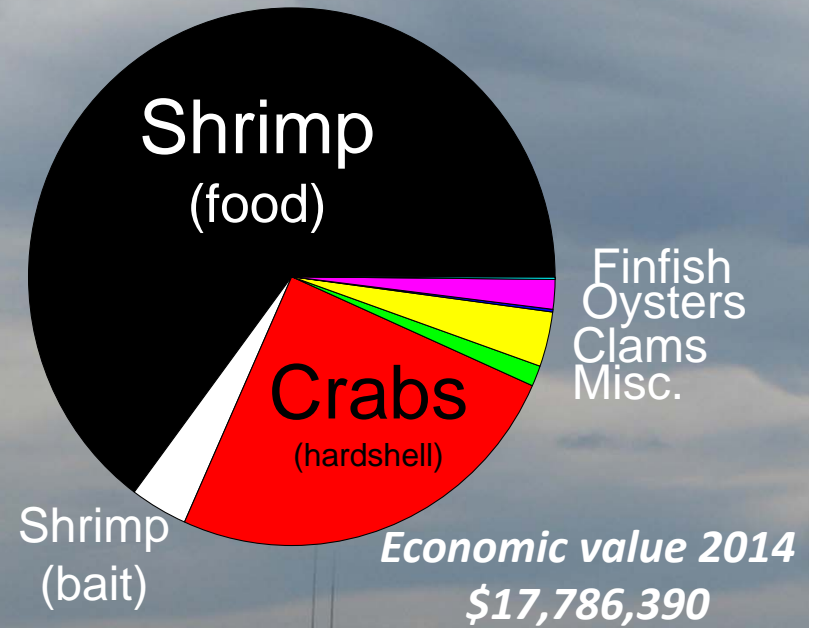 Shrimp
(food)
Finfish
Oysters
Clams
Misc.
Crabs
(hardshell)
Shrimp
(bait)
Economic value 2014
$17,786,390